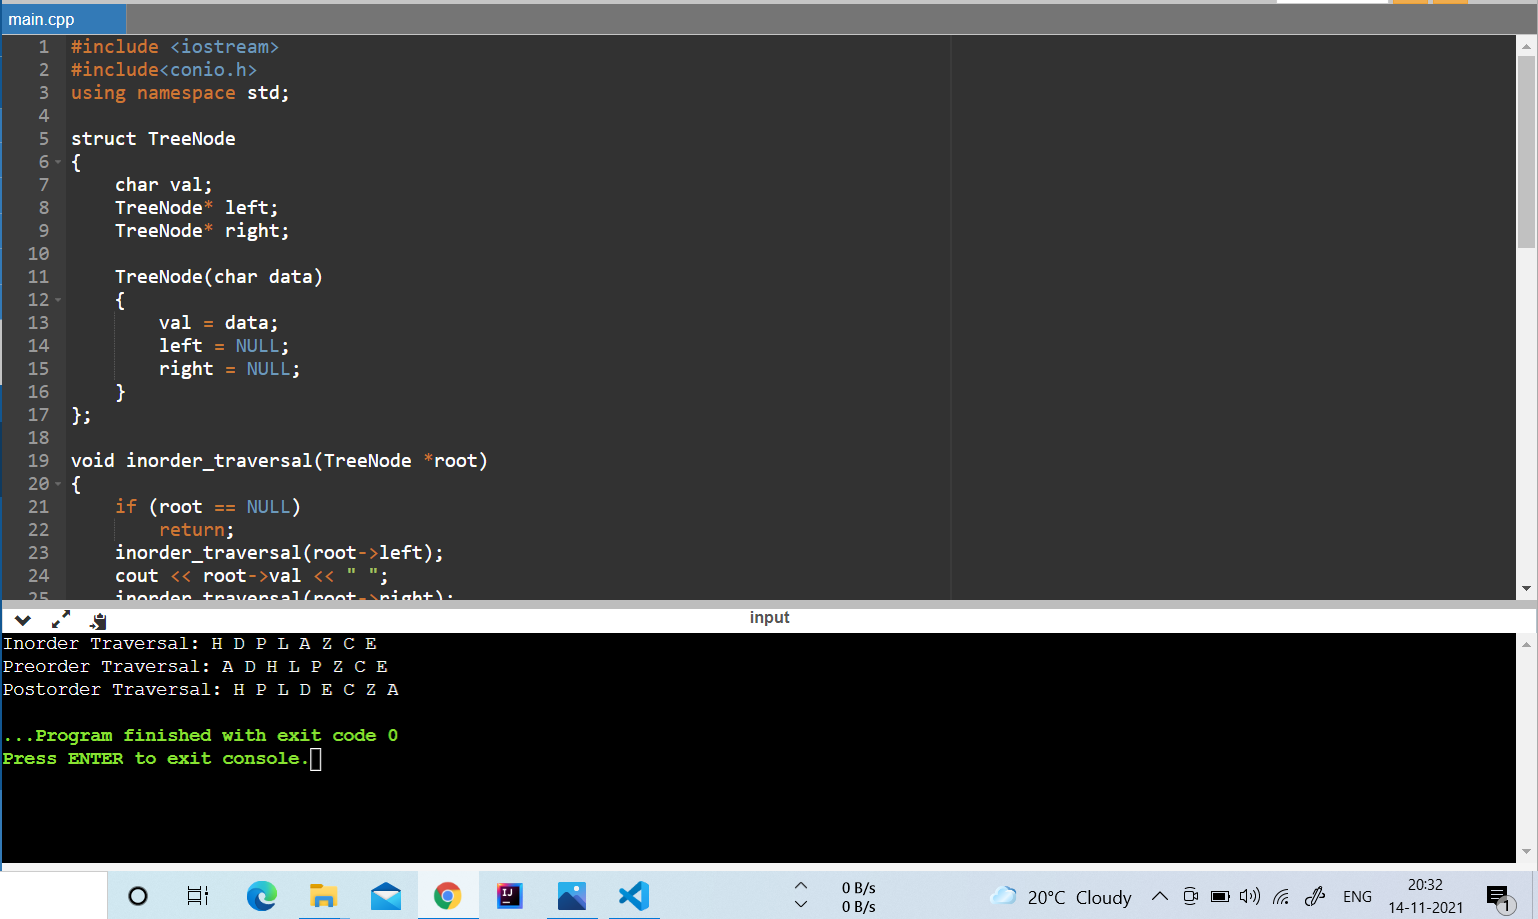 main.cpp
1 #include <iostream>
2 #include<conio.h>
3 using namespace std;
4
5 struct TreeNode
6 {
7     char val;
8     TreeNode* left;
9     TreeNode* right;
10
11     TreeNode(char data)
12     {
13         val = data;
14         left = NULL;
15         right = NULL;
16     }
17 };
18
19 void inorder_traversal(TreeNode *root)
20 {
21     if (root == NULL)
22         return;
23     inorder_traversal(root->left);
24     cout << root->val << " ";
25     inorder_traversal(root->right);
input
Inorder Traversal: H D P L A Z C E
Preorder Traversal: A D H L P Z C E
Postorder Traversal: H P L D E C Z A
...Program finished with exit code 0
Press ENTER to exit console.
IJ
0 B/s
0 B/s
20°C Cloudy
ENG
20:32
14-11-2021
1